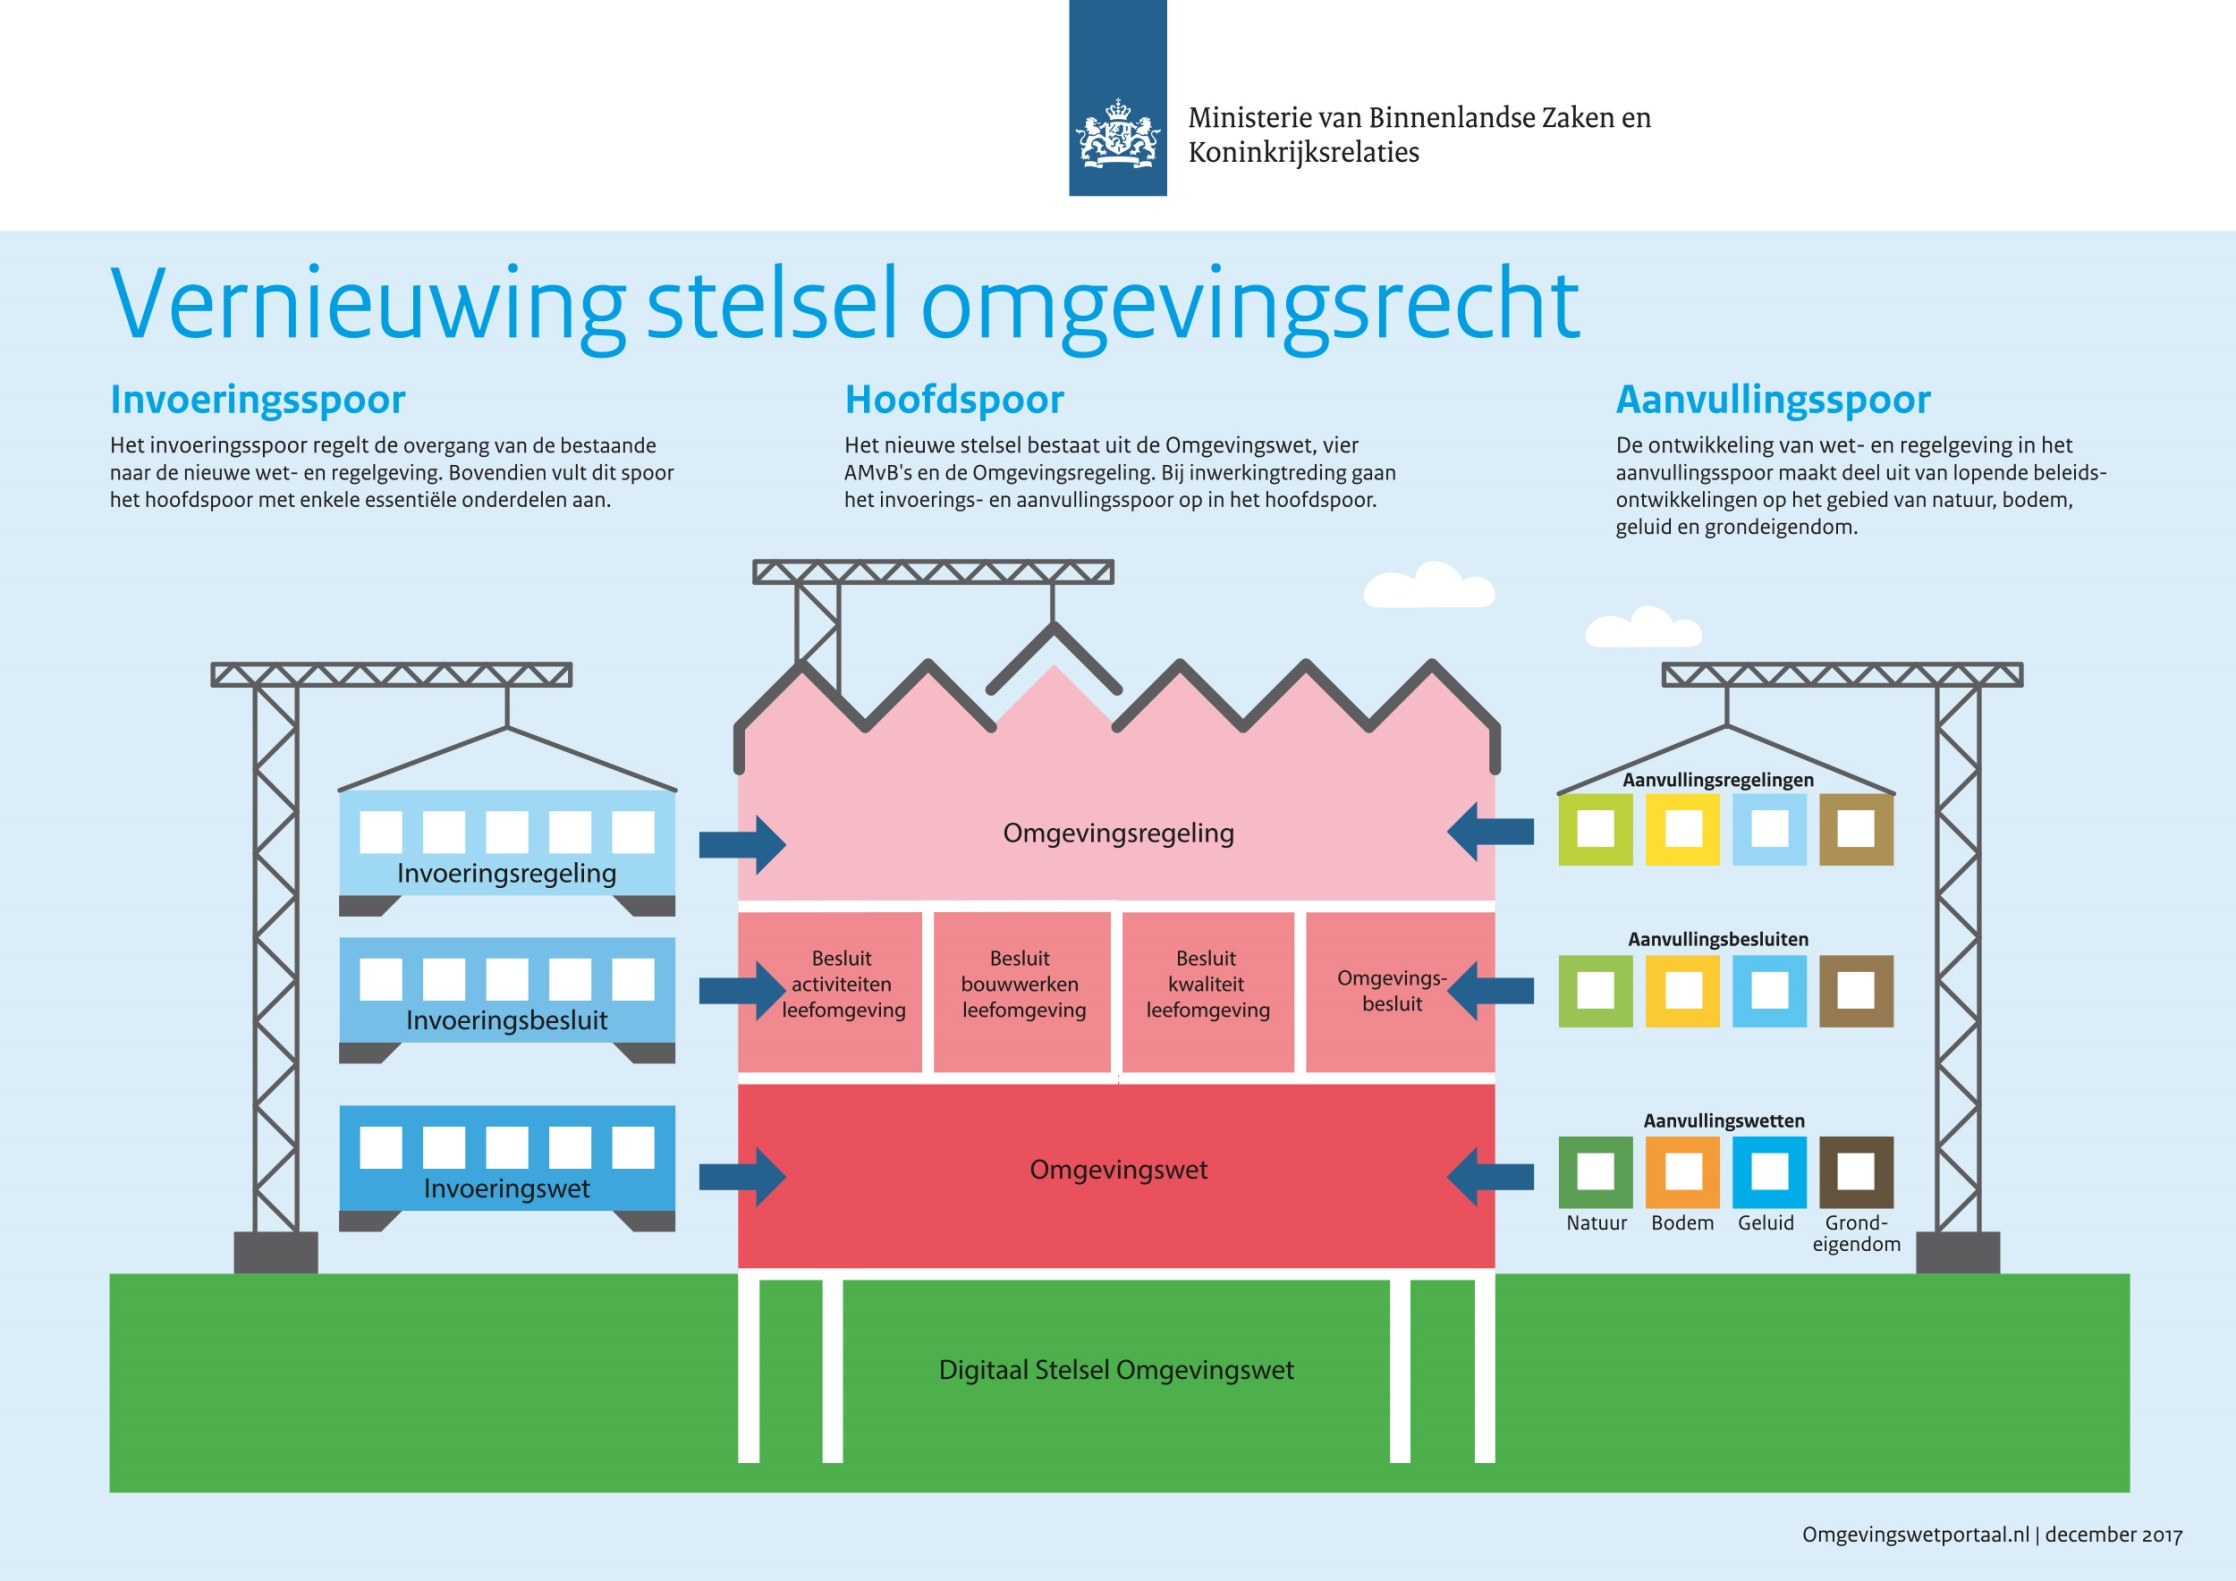 Ministerie van Binnenlandse Zaken en
Koninkrijksrelaties
Vernieuwing stelsel omgevingsrecht
Invoeringsspoor
Het invoeringsspoor regelt de overgang van de bestaande
naar de nieuwe wet- en regelgeving. Bovendien vult dit spoor
het hoofdspoor met enkele essentiële onderdelen aan.
Hoofdspoor
Het nieuwe stelsel bestaat uit de Omgevingswet, vier
AMvB's en de Omgevingsregeling. Bij inwerkingtreding gaan
het invoerings- en aanvullingsspoor op in het hoofdspoor.
Aanvullingsspoor
De ontwikkeling van wet- en regelgeving in het
aanvullingsspoor maakt deel uit van lopende beleids-
ontwikkelingen op het gebied van natuur, bodem,
geluid en grondeigendom.
Invoeringsregeling
Invoeringsbesluit
Invoeringswet
Omgevingsregeling
Besluit
activiteiten
leefomgeving
Besluit
bouwwerken
leefomgeving
Besluit
kwaliteit
leefomgeving
Omgevings-
besluit
Omgevingswet
Digitaal Stelsel Omgevingswet
Aanvullingsregelingen
Aanvullingsbesluiten
Aanvullingswetten
Natuur
Bodem
Geluid
Grond-
eigendom
Omgevingswetportaal.nl | december 2017